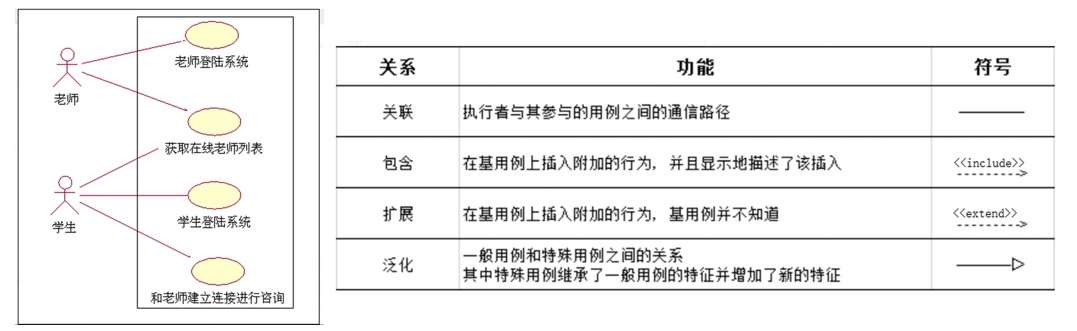 老师登陆系统
老师
获取在线老师列表
学生
学生登陆系统
和老师建立连接进行咨询
关系 功能 符号
关联 执行者与其参与的用例之间的通信路径
包含 在基用例上插入附加的行为，并且显示地描述了该插入 <<include>>
扩展 在基用例上插入附加的行为，基用例并不知道 <<extend>>
泛化 一般用例和特殊用例之间的关系
其中特殊用例继承了一般用例的特征并增加了新的特征